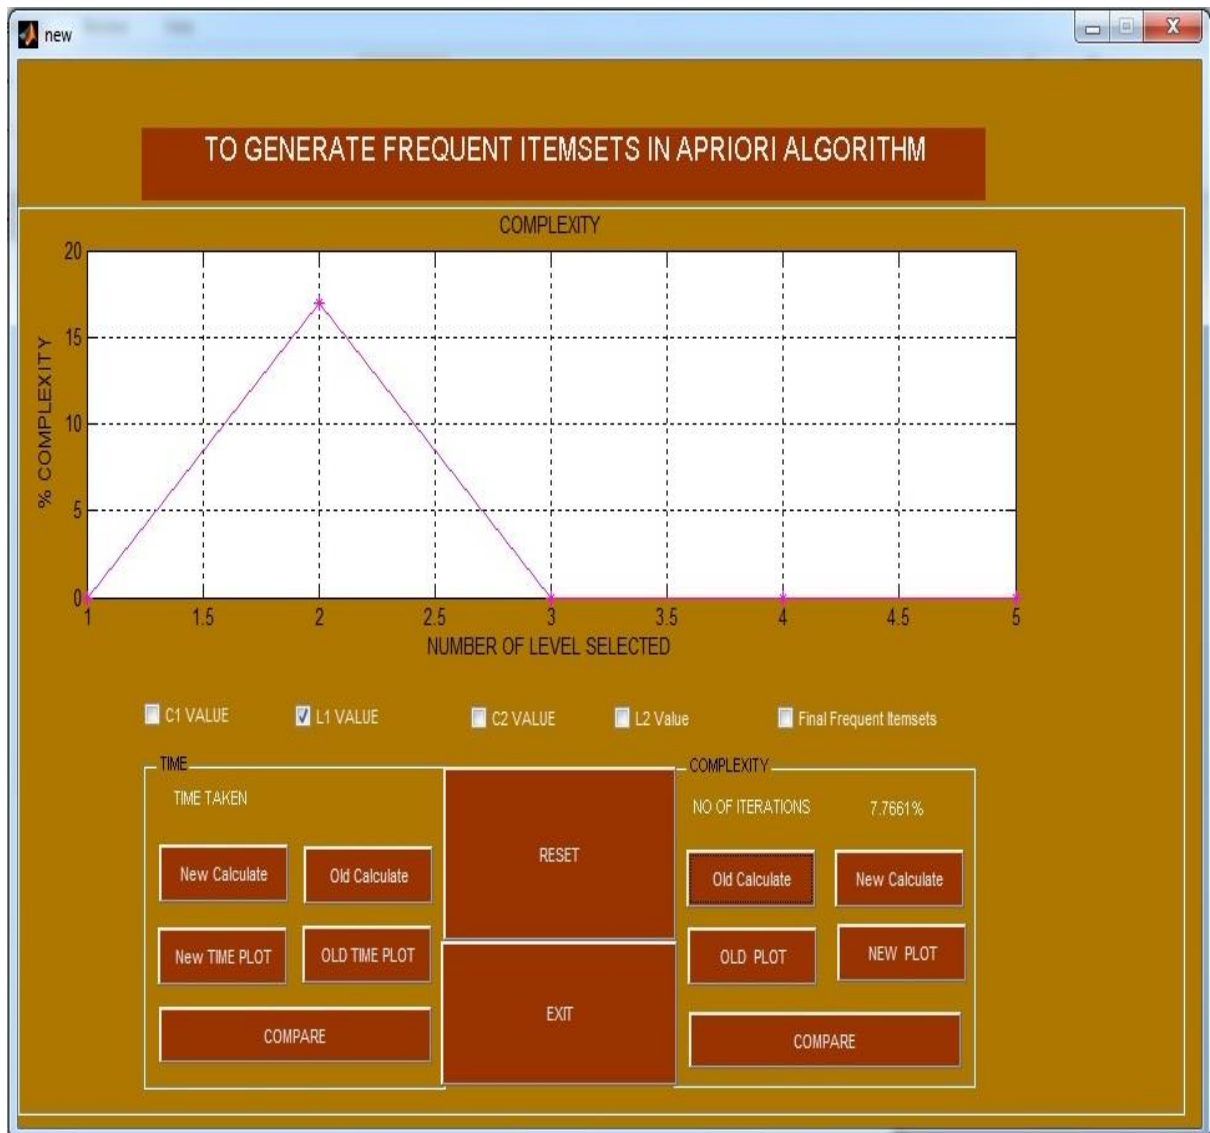 new
X
TO GENERATE FREQUENT ITEMSETS IN APRIORI ALGORITHM
COMPLEXITY
20
15
10
5
0
% COMPLEXITY
1 1.5 2 2.5 3 3.5 4 4.5 5
NUMBER OF LEVEL SELECTED
C1 VALUE L1 VALUE C2 VALUE L2 Value Final Frequent Itemsets
TIME
TIME TAKEN
New Calculate Old Calculate
New TIME PLOT OLD TIME PLOT
COMPARE
RESET
EXIT
COMPLEXITY
NO OF ITERATIONS 7.7661%
Old Calculate New Calculate
OLD PLOT NEW PLOT
COMPARE